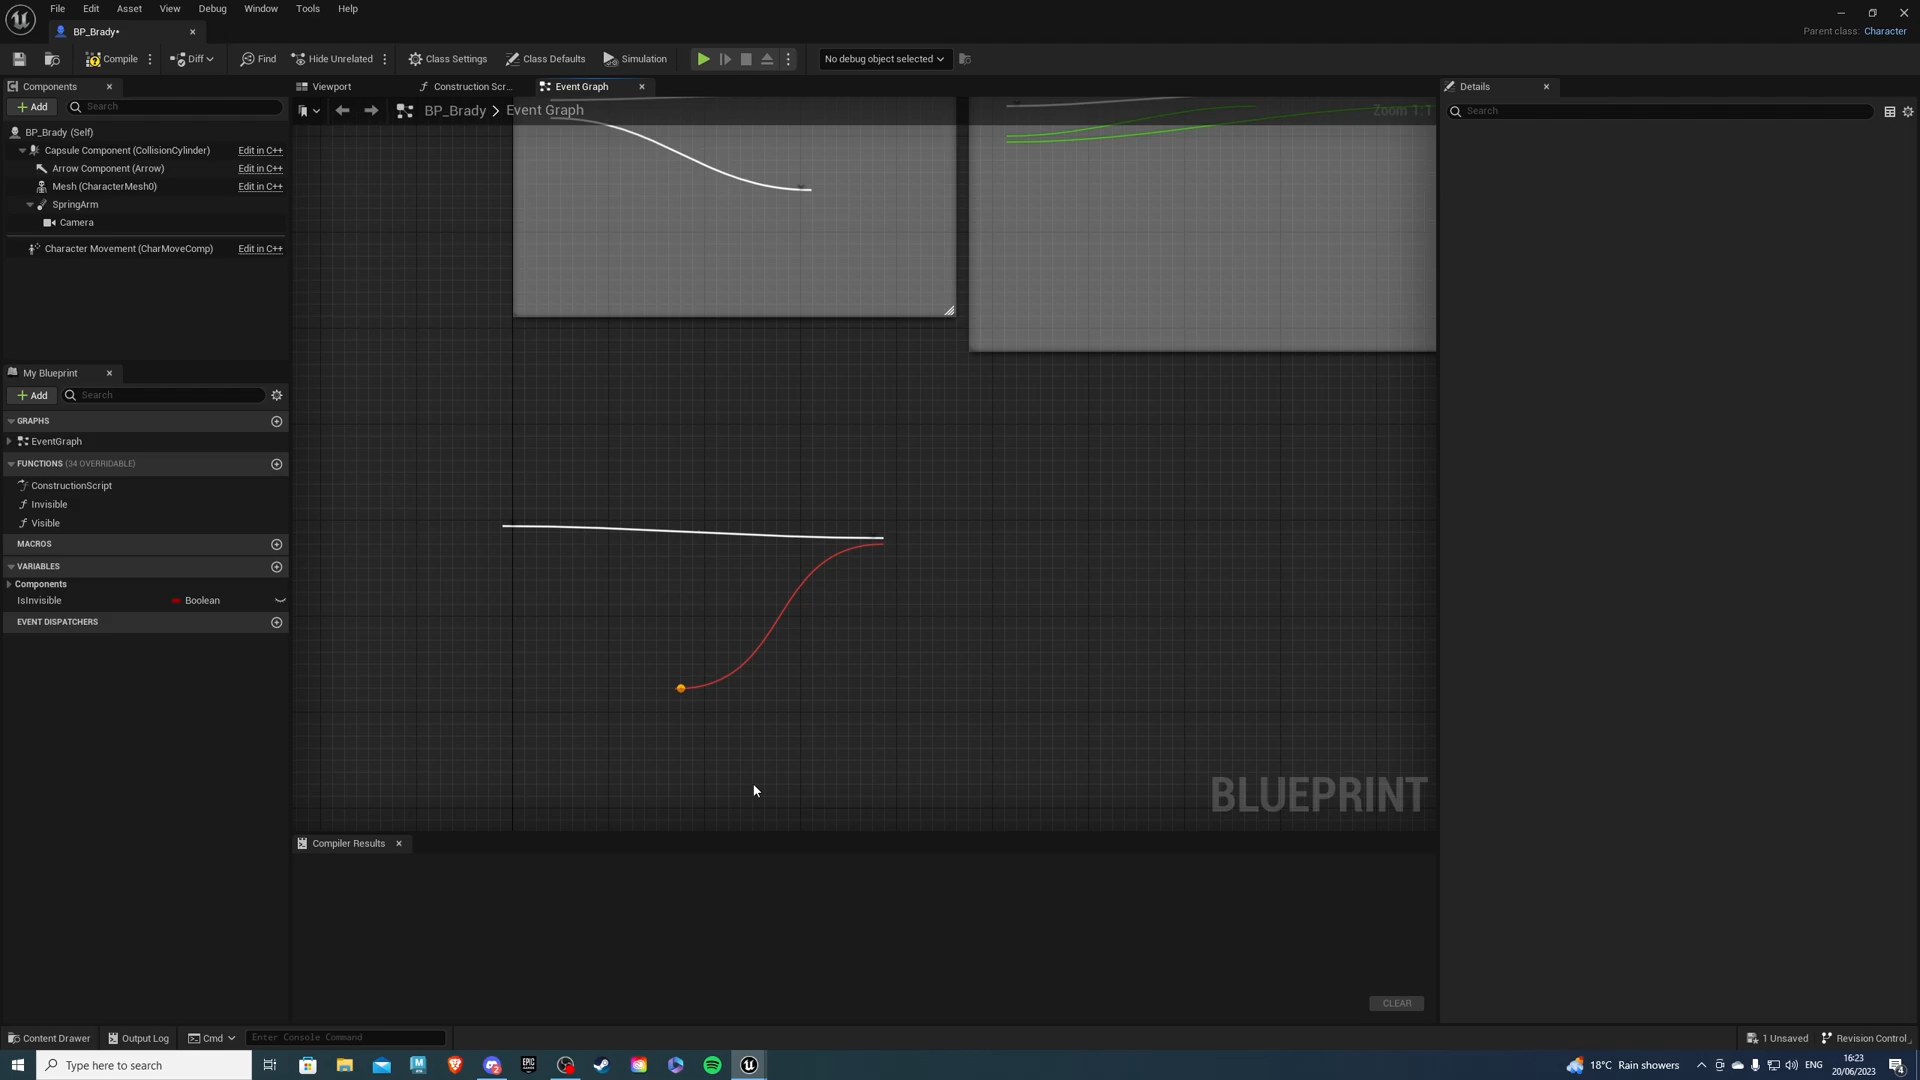 File Edit Asset View Debug Window Tools Help
BP_Brady•
Parent class: Character
Compile Diff Find Hide Unrelated Class Settings Class Defaults Simulation No debug object selected
Components
Viewport Construction Scr... Event Graph
Details
Add Search
BP_Brady > Event Graph
Zoom 1:1
Search
BP_Brady (Self)
Capsule Component (CollisionCylinder) Edit in C++
Arrow Component (Arrow) Edit in C++
Mesh (CharacterMesh0) Edit in C++
SpringArm
Camera
Character Movement (CharMoveComp) Edit in C++
My Blueprint
Add Search
GRAPHS
EventGraph
FUNCTIONS (34 OVERRIDABLE)
ConstructionScript
Invisible
Visible
MACROS
VARIABLES
Components
IsInvisible Boolean
EVENT DISPATCHERS
BLUEPRINT
Compiler Results
CLEAR
Content Drawer Output Log Cmd Enter Console Command
1 Unsaved Revision Control
Type here to search
18°C Rain showers
ENG
16:23
20/06/2023
4